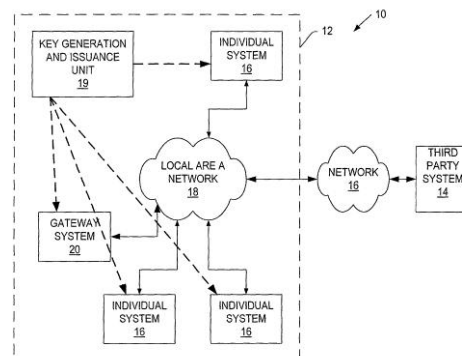 10
12
KEY GENERATION
AND ISSUANCE
UNIT
19
INDIVIDUAL
SYSTEM
16
LOCAL ARE A
NETWORK
18
NETWORK
16
THIRD
PARTY
SYSTEM
14
GATEWAY
SYSTEM
20
INDIVIDUAL
SYSTEM
16
INDIVIDUAL
SYSTEM
16